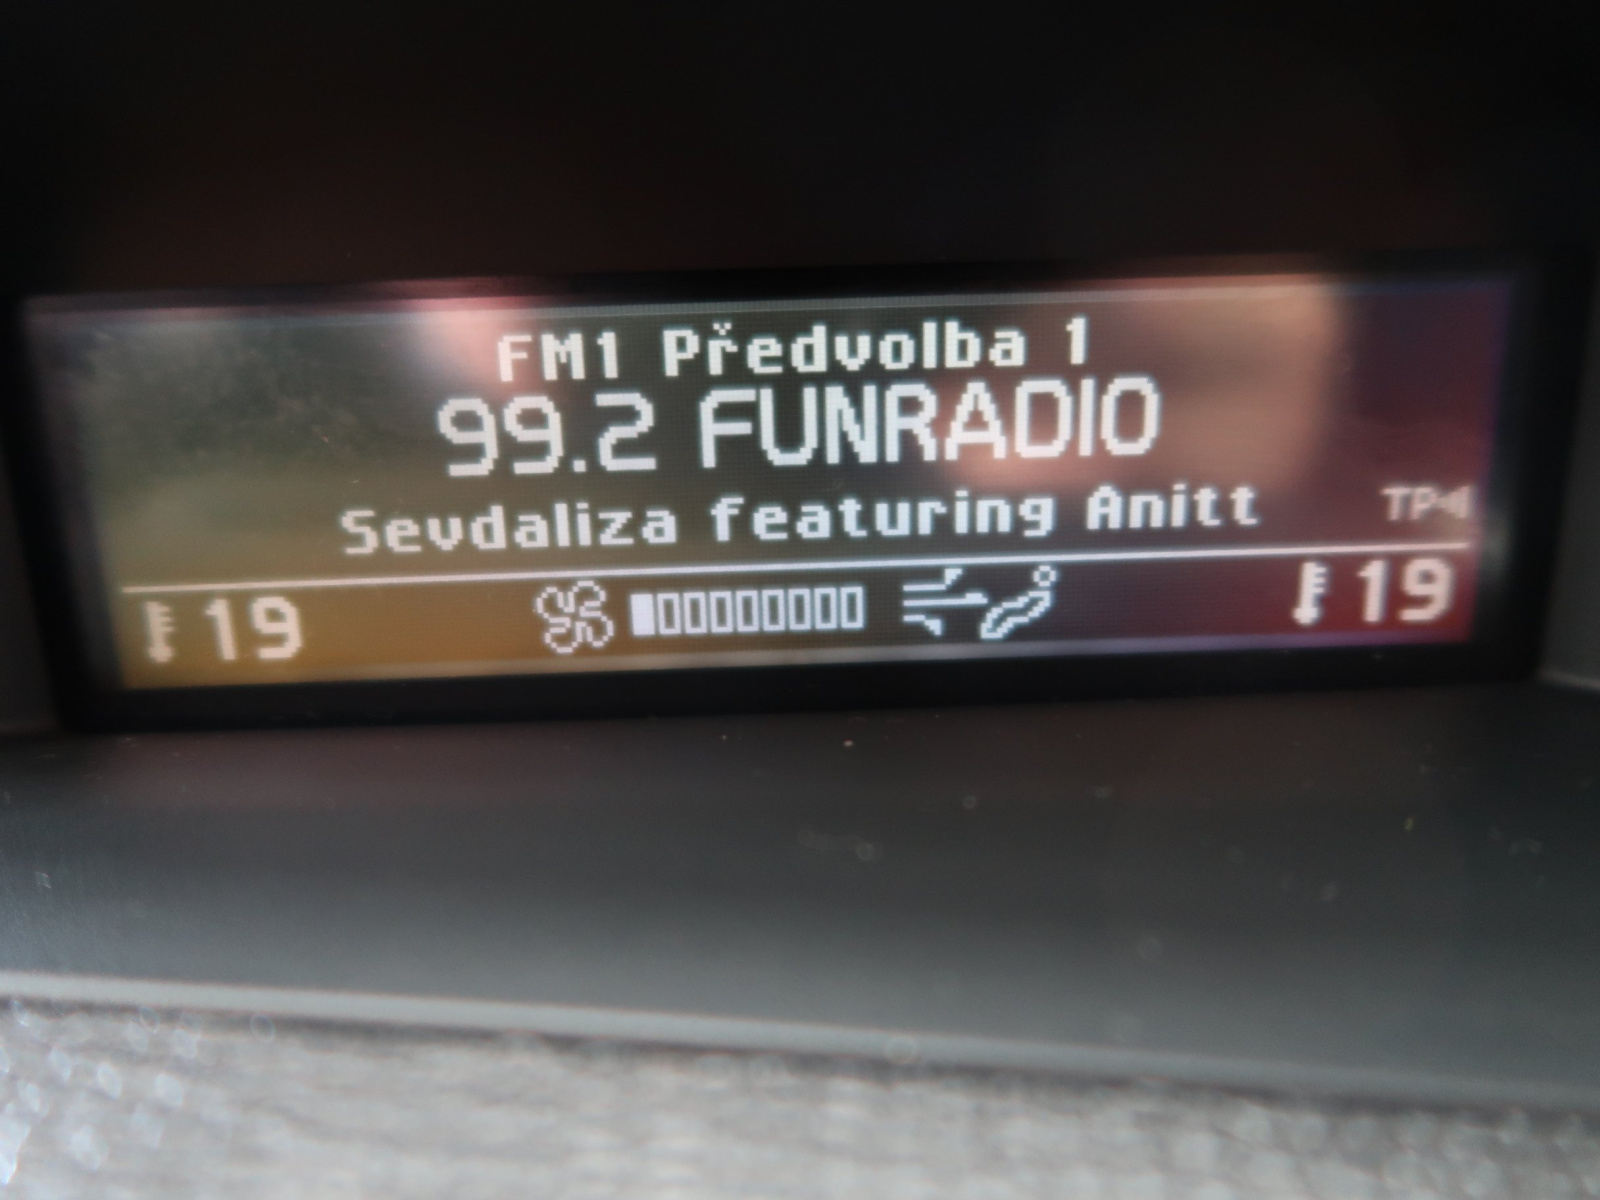 FM1 Předvolba 1
99.2 FUNRADIO
Sevdaliza featuring Anitt
TP
19 19